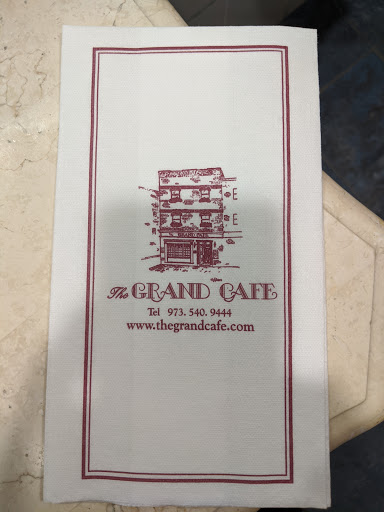 The GRAND CAFE
Tel 973. 540. 9444
www.thegrandcafe.com